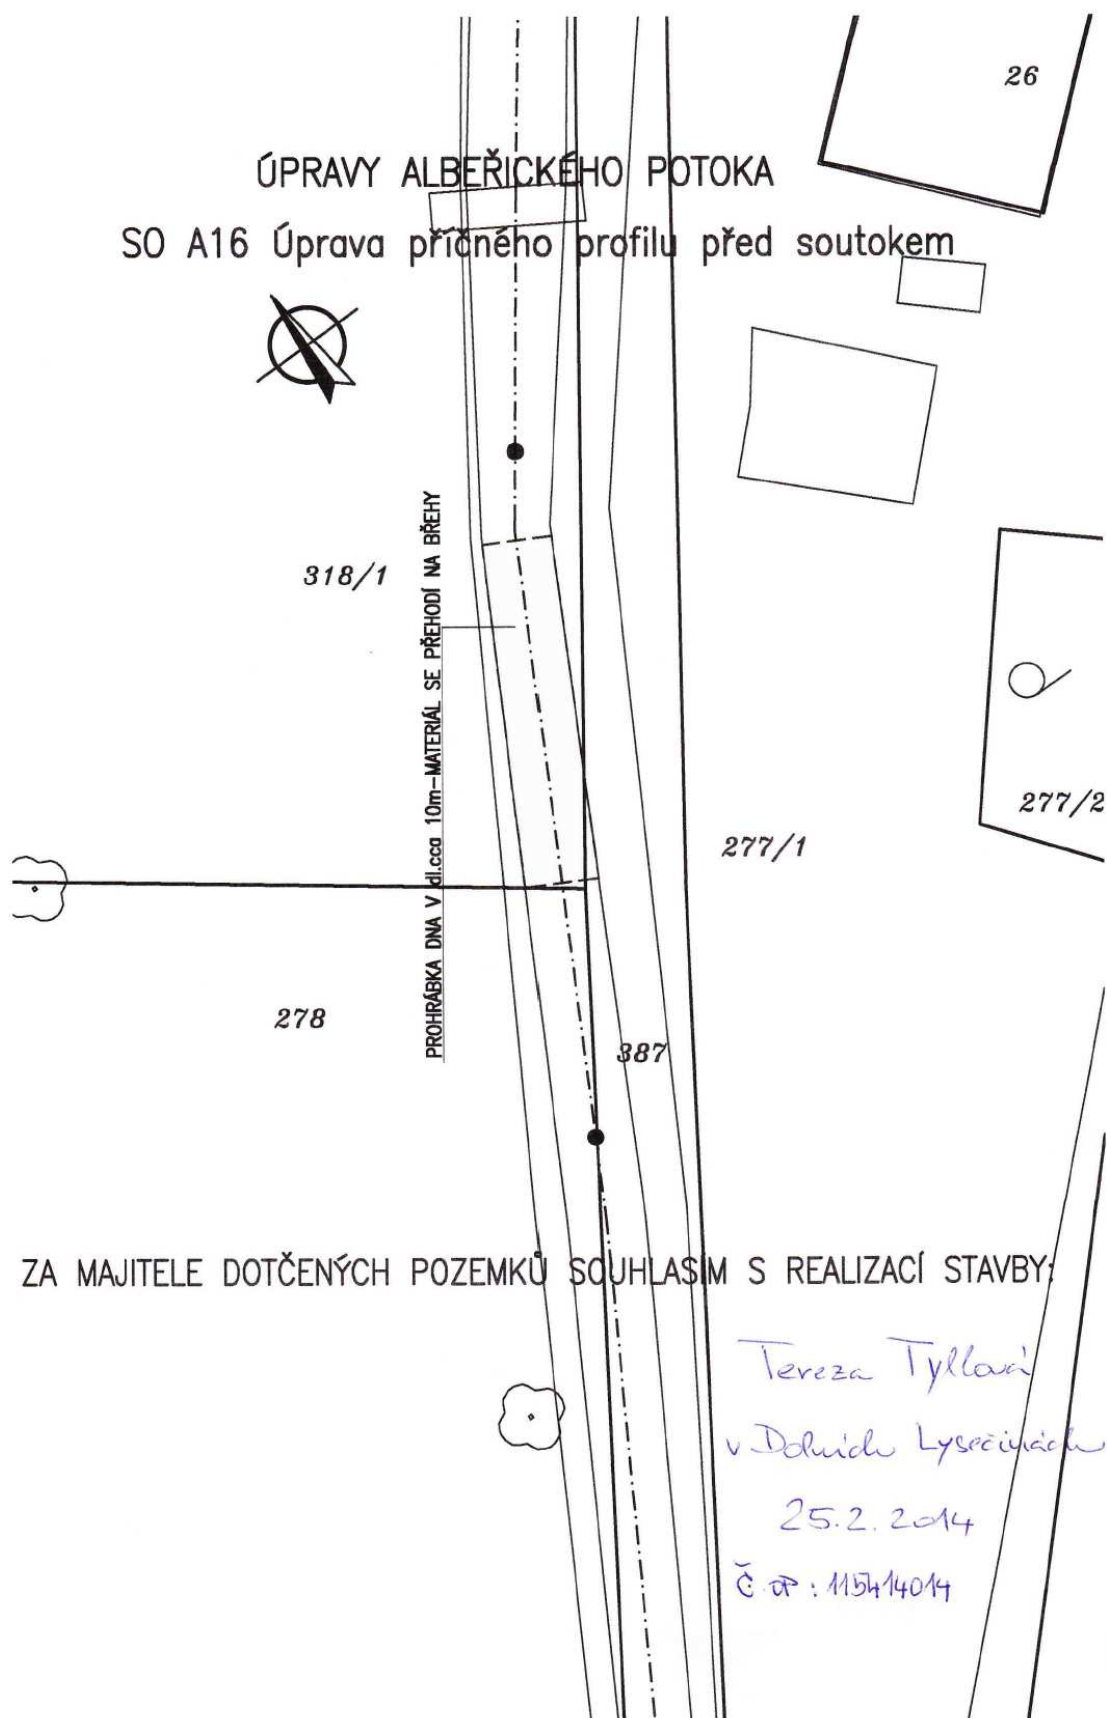 26
ÚPRAVY ALBEŘICKÉHO POTOKA
SO A16 Úprava příčného profilu před soutokem
318/1
PROHRÁBKA DNA V dl.cca 10m-MATERIÁL SE PŘEHODÍ NA BŘEHY
277/2
277/1
278
387
ZA MAJITELE DOTČENÝCH POZEMKŮ SOUHLASÍM S REALIZACÍ STAVBY:
Tereza Tyllová
v Dolních Lysečinách
25.2.2014
Č OP : 115414014